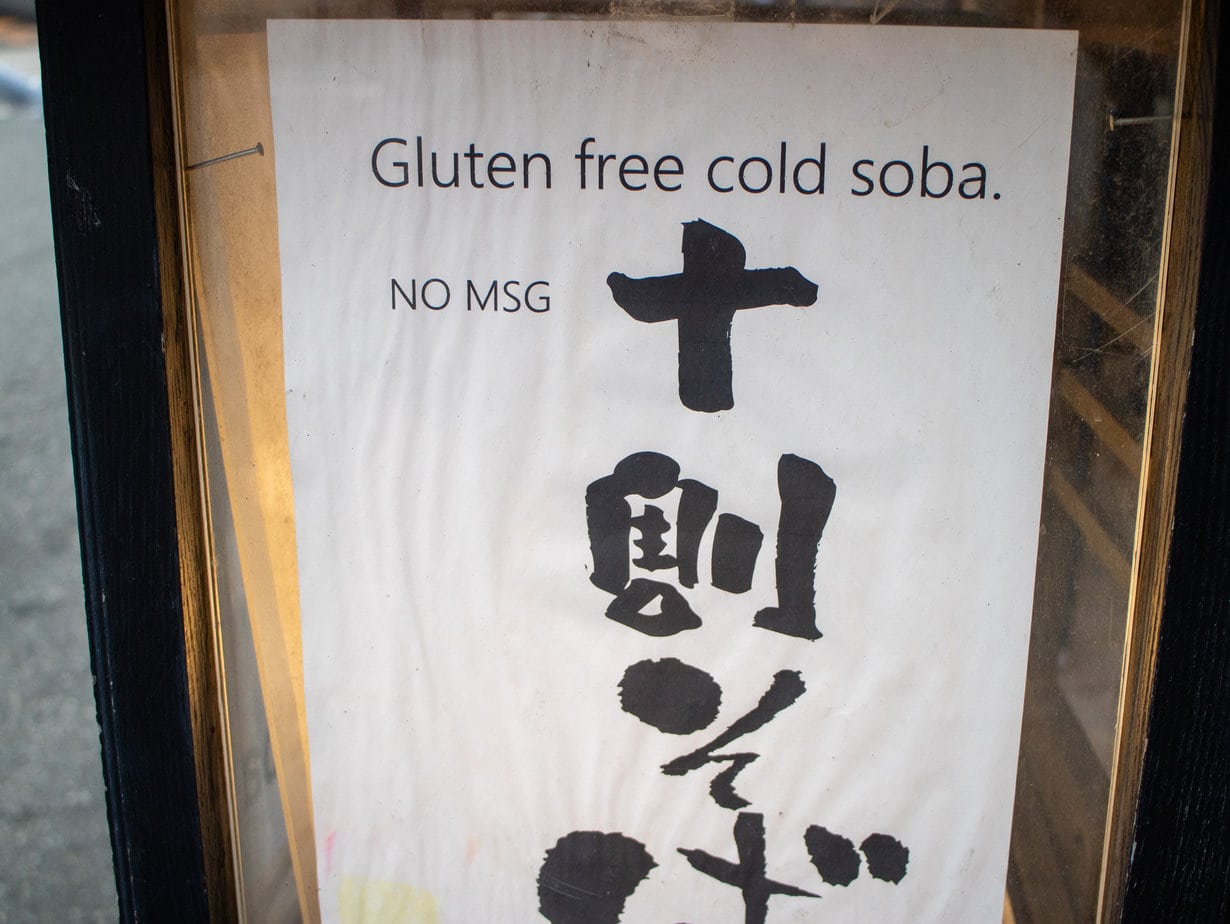 Gluten free cold soba.
NO MSG
十割そば